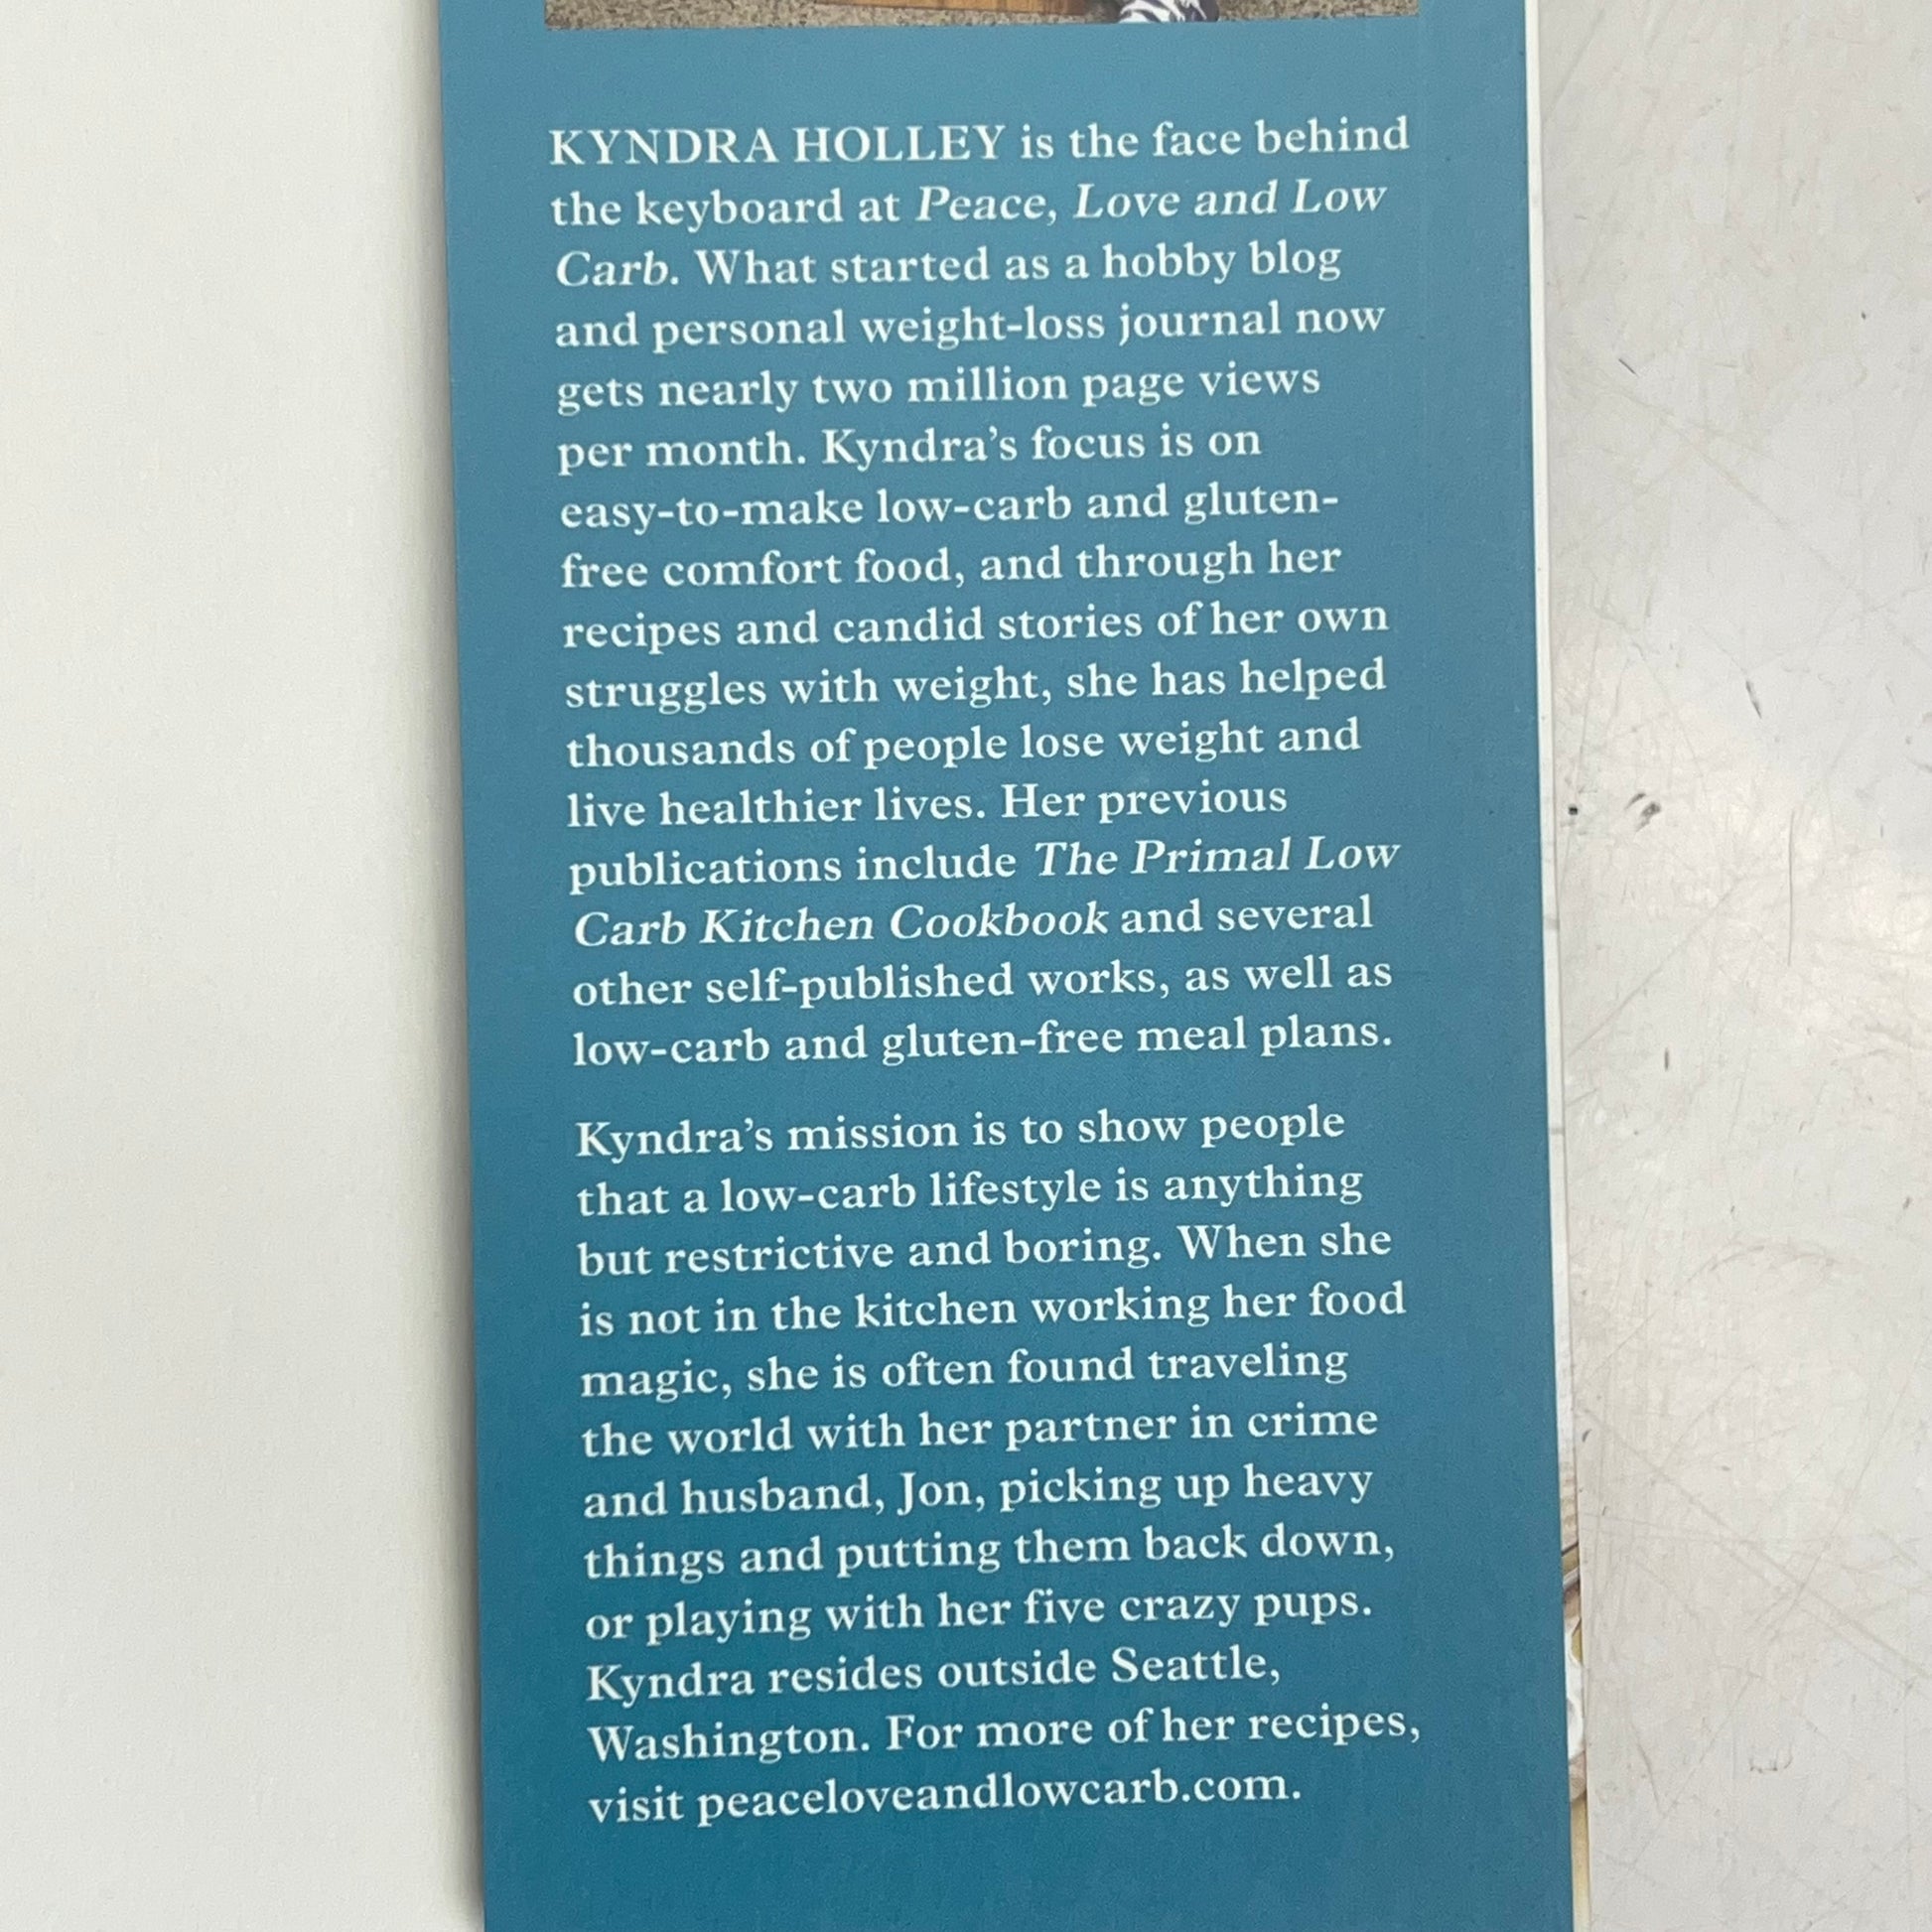 KYNDRA HOLLEY is the face behind
the keyboard at Peace, Love and Low
Carb. What started as a hobby blog
and personal weight-loss journal now
gets nearly two million page views
per month. Kyndra’s focus is on
easy-to-make low-carb and gluten-
free comfort food, and through her
recipes and candid stories of her own
struggles with weight, she has helped
thousands of people lose weight and
live healthier lives. Her previous
publications include The Primal Low
Carb Kitchen Cookbook and several
other self-published works, as well as
low-carb and gluten-free meal plans.
Kyndra’s mission is to show people
that a low-carb lifestyle is anything
but restrictive and boring. When she
is not in the kitchen working her food
magic, she is often found traveling
the world with her partner in crime
and husband, Jon, picking up heavy
things and putting them back down,
or playing with her five crazy pups.
Kyndra resides outside Seattle,
Washington. For more of her recipes,
visit peaceloveandlowcarb.com.